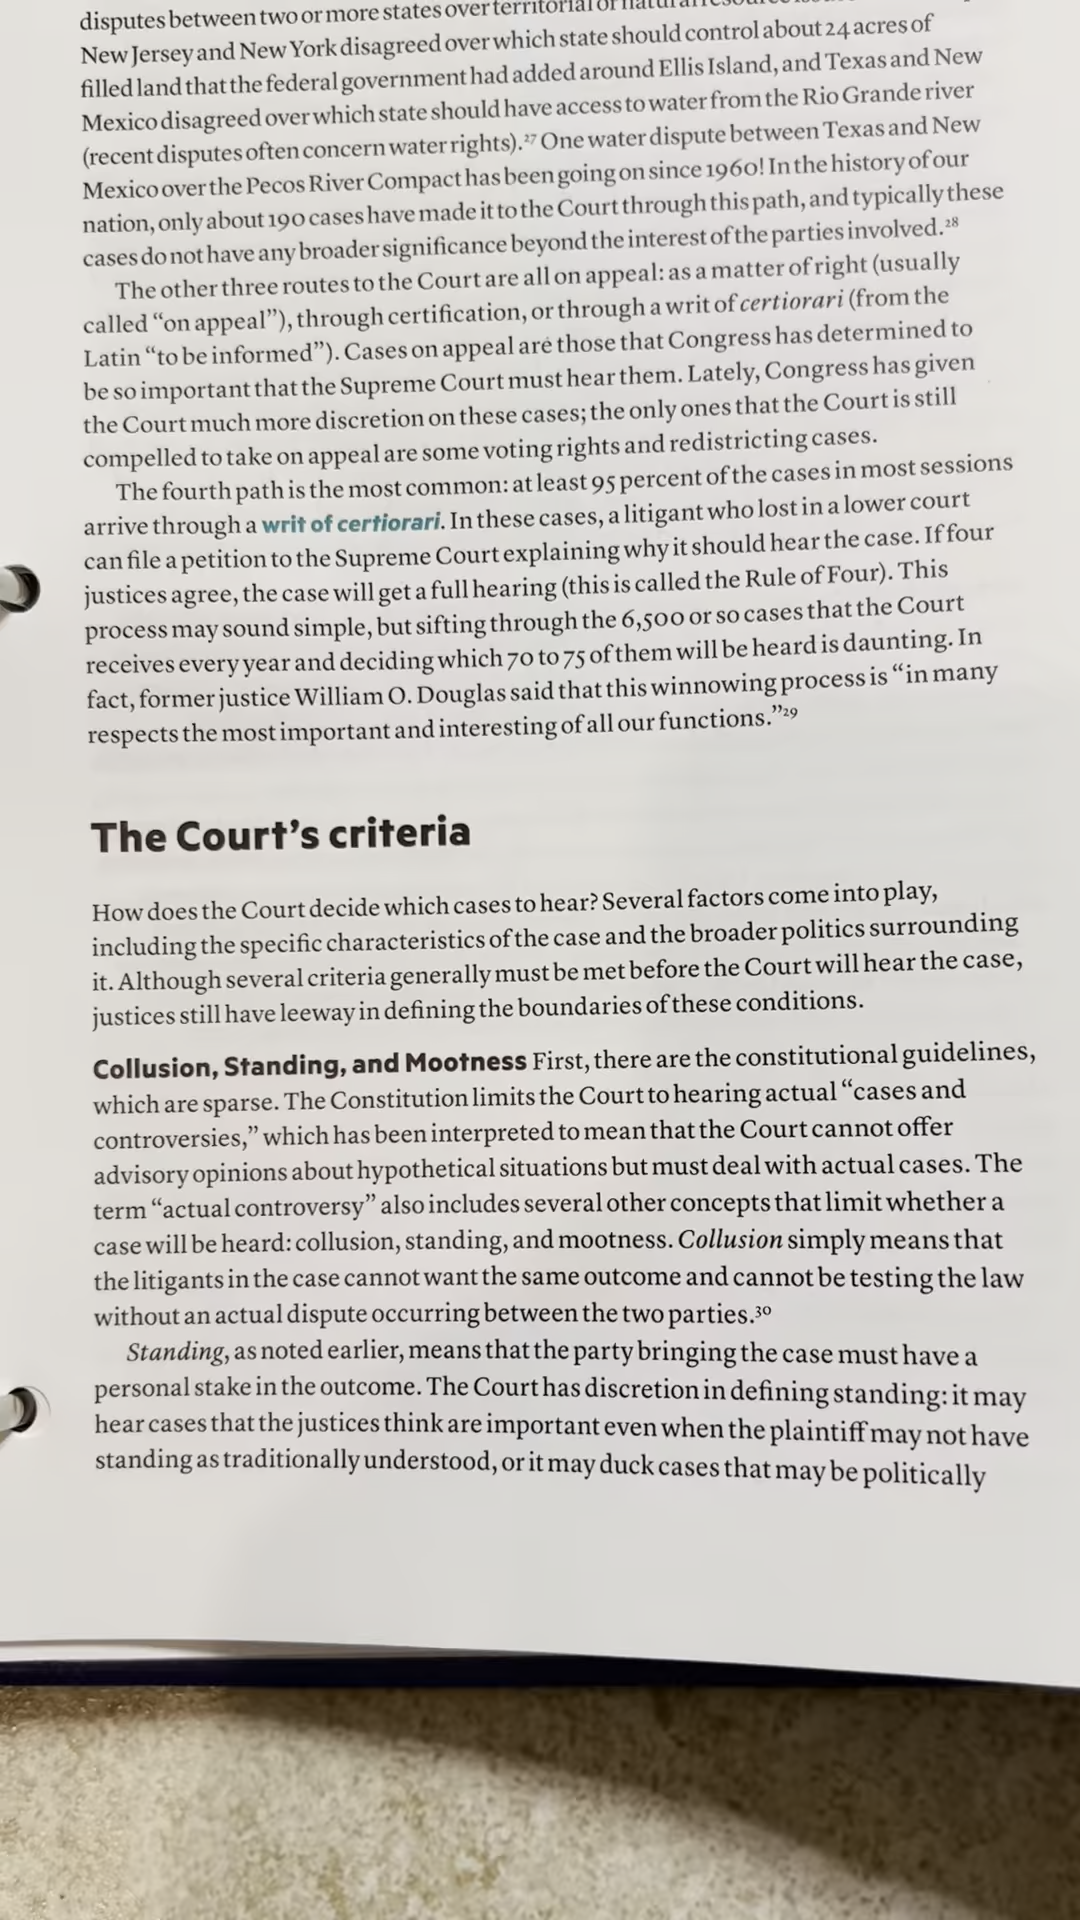 disputes between two or more states over territorial or natural
New Jersey and New York disagreed over which state should control about 24 acres of
filled land that the federal government had added around Ellis Island, and Texas and New
Mexico disagreed over which state should have access to water from the Rio Grande river
(recent disputes often concern water rights).27 One water dispute between Texas and New
Mexico over the Pecos River Compact has been going on since 1960! In the history of our
nation, only about 190 cases have made it to the Court through this path, and typically these
cases do not have any broader significance beyond the interest of the parties involved.28
The other three routes to the Court are all on appeal: as a matter of right (usually
called “on appeal”), through certification, or through a writ of certiorari (from the
Latin “to be informed”). Cases on appeal are those that Congress has determined to
be so important that the Supreme Court must hear them. Lately, Congress has given
the Court much more discretion on these cases; the only ones that the Court is still
compelled to take on appeal are some voting rights and redistricting cases.
The fourth path is the most common: at least 95 percent of the cases in most sessions
arrive through a writ of certiorari. In these cases, a litigant who lost in a lower court
can file a petition to the Supreme Court explaining why it should hear the case. If four
justices agree, the case will get a full hearing (this is called the Rule of Four). This
process may sound simple, but sifting through the 6,500 or so cases that the Court
receives every year and deciding which 70 to 75 of them will be heard is daunting. In
fact, former justice William O. Douglas said that this winnowing process is “in many
respects the most important and interesting of all our functions.”29
The Court’s criteria
How does the Court decide which cases to hear? Several factors come into play,
including the specific characteristics of the case and the broader politics surrounding
it. Although several criteria generally must be met before the Court will hear the case,
justices still have leeway in defining the boundaries of these conditions.
Collusion, Standing, and Mootness First, there are the constitutional guidelines,
which are sparse. The Constitution limits the Court to hearing actual “cases and
controversies,” which has been interpreted to mean that the Court cannot offer
advisory opinions about hypothetical situations but must deal with actual cases. The
term “actual controversy” also includes several other concepts that limit whether a
case will be heard: collusion, standing, and mootness. Collusion simply means that
the litigants in the case cannot want the same outcome and cannot be testing the law
without an actual dispute occurring between the two parties.30
Standing, as noted earlier, means that the party bringing the case must have a
personal stake in the outcome. The Court has discretion in defining standing: it may
hear cases that the justices think are important even when the plaintiff may not have
standing as traditionally understood, or it may duck cases that may be politically